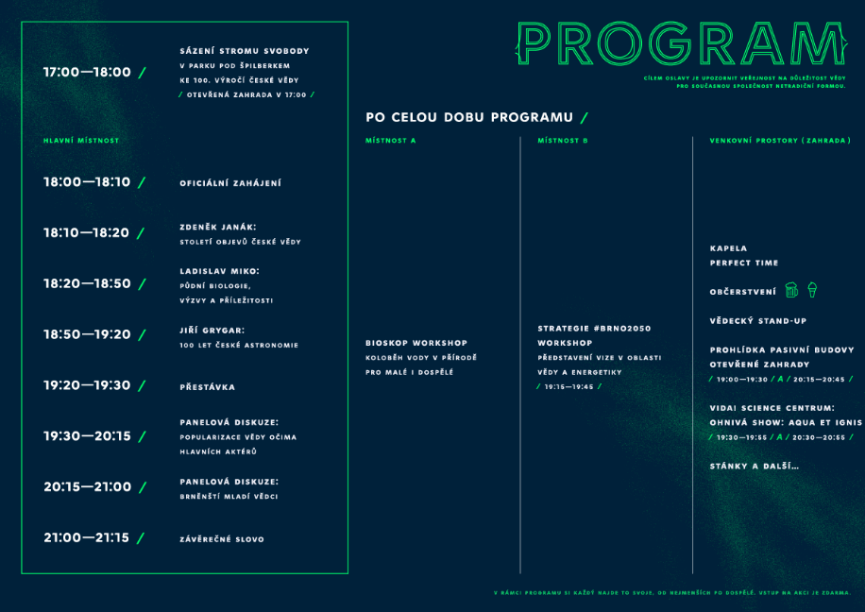 PROGRAM
CÍLEM OSLAVY JE UPOZORNIT VEŘEJNOST NA DŮLEŽITOST VĚDY
PRO SOUČASNOU SPOLEČNOST NETRADIČNÍ FORMOU.
17:00—18:00 /
SÁZENÍ STROMU SVOBODY
V PARKU POD ŠPILBERKEM
KE 100. VÝROČÍ ČESKÉ VĚDY
/ OTEVŘENÁ ZAHRADA V 17:00 /
HLAVNÍ MÍSTNOST
18:00—18:10 /
OFICIÁLNÍ ZAHÁJENÍ
18:10—18:20 /
ZDENĚK JANÁK:
STOLETÍ OBJEVŮ ČESKÉ VĚDY
18:20—18:50 /
LADISLAV MIKO:
PŮDNÍ BIOLOGIE,
VÝZVY A PŘÍLEŽITOSTI
18:50—19:20 /
JIŘÍ GRYGAR:
100 LET ČESKÉ ASTRONOMIE
19:20—19:30 /
PŘESTÁVKA
19:30—20:15 /
PANELOVÁ DISKUZE:
POPULARIZACE VĚDY OČIMA
HLAVNÍCH AKTÉRŮ
20:15—21:00 /
PANELOVÁ DISKUZE:
BRNĚNŠTÍ MLADÍ VĚDCI
21:00—21:15 /
ZÁVĚREČNÉ SLOVO
PO CELOU DOBU PROGRAMU /
MÍSTNOST A
BIOSKOP WORKSHOP
KOLOBĚH VODY V PŘÍRODĚ
PRO MALÉ I DOSPĚLÉ
MÍSTNOST B
STRATEGIE #BRNO2050
WORKSHOP
PŘEDSTAVENÍ VIZE V OBLASTI
VĚDY A ENERGETIKY
/ 19:15—19:45 /
VENKOVNÍ PROSTORY (ZAHRADA)
KAPELA
PERFECT TIME
OBČERSTVENÍ
VĚDECKÝ STAND-UP
PROHLÍDKA PASIVNÍ BUDOVY
OTEVŘENÉ ZAHRADY
/ 19:00—19:30 / A / 20:15—20:45 /
VIDA! SCIENCE CENTRUM:
OHNIVÁ SHOW: AQUA ET IGNIS
/ 19:30—19:55 / A / 20:30—20:55 /
STÁNKY A DALŠÍ...
V RÁMCI PROGRAMU SI KAŽDÝ NAJDE TO SVOJE, OD NEJMENŠÍCH PO DOSPĚLÉ. VSTUP NA AKCI JE ZDARMA.